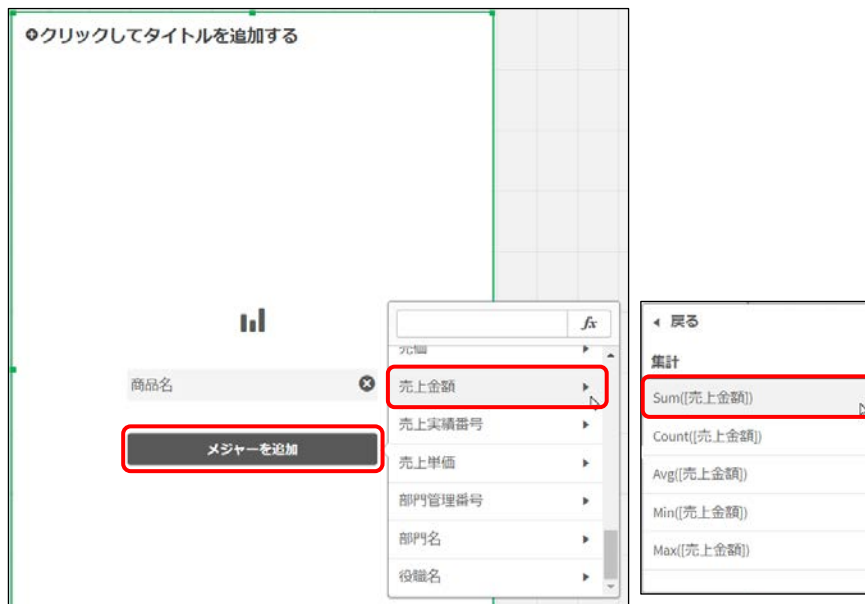 クリックしてタイトルを追加する
商品名
メジャーを追加
fx
売価
売上金額
売上実績番号
売上単価
部門管理番号
部門名
役職名
戻る
集計
Sum([売上金額])
Count([売上金額])
Avg([売上金額])
Min([売上金額])
Max([売上金額])